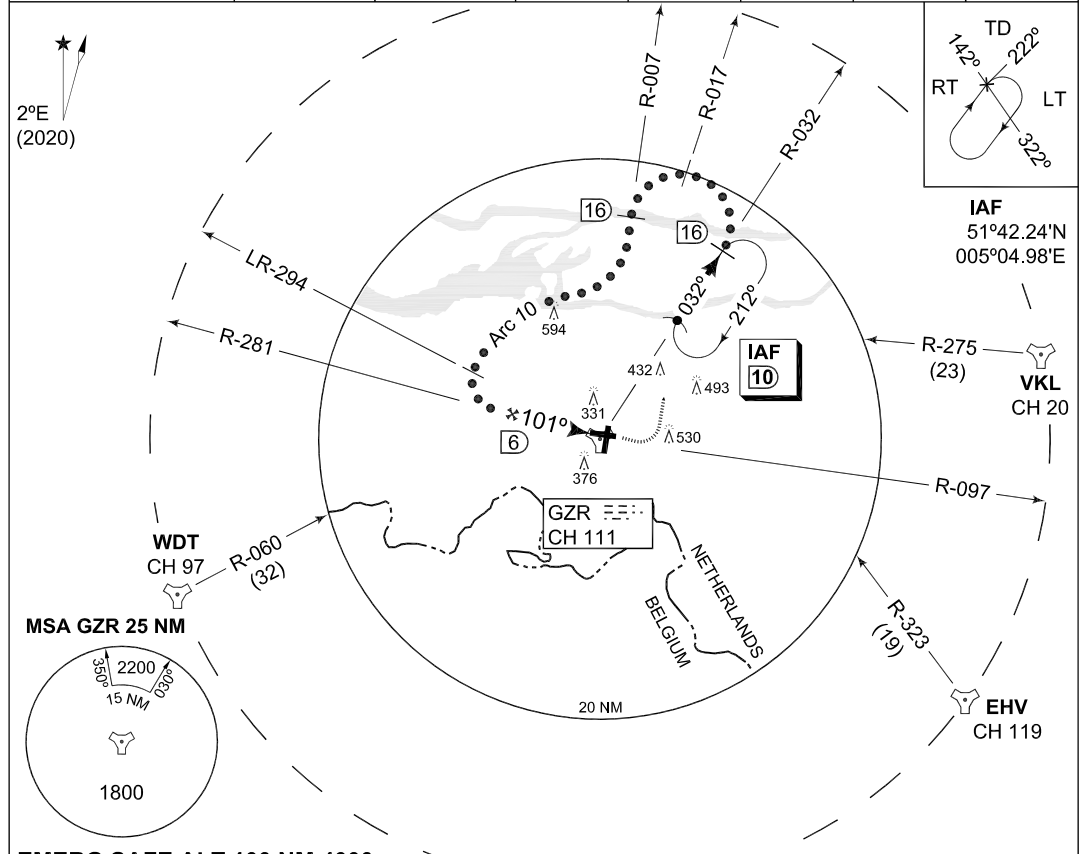 TD
142º
222º
RT
LT
322º
2ºE
(2020)
R-007
R-017
R-032
IAF
51º42.24'N
005º04.98'E
16
16
LR-294
032º
212º
R-281
Arc 10
594
IAF
10
R-275
(23)
VKL
CH 20
432
493
331
101º
6
530
376
R-097
GZR
CH 111
WDT
CH 97
R-060
(32)
NETHERLANDS
BELGIUM
R-323
(19)
MSA GZR 25 NM
350º
2200
030º
15 NM
1800
20 NM
EHV
CH 119